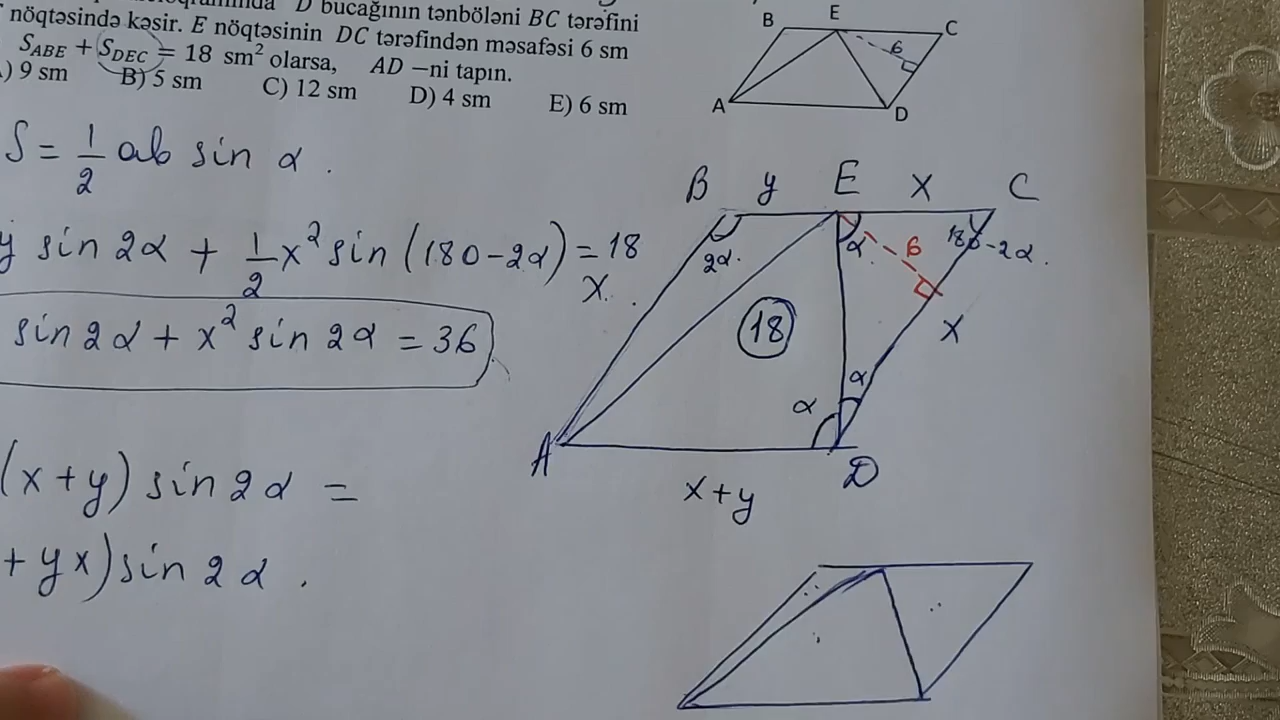 D bucağının tənböləni BC tərəfini
nöqtəsində kəsir. E nöqtəsinin DC tərəfindən məsafəsi 6 sm
S_ABE + S_DEC = 18 sm² olarsa, AD –ni tapın.
) 9 sm B) 5 sm C) 12 sm D) 4 sm E) 6 sm
B E C
6
A D
S = 1/2 ab sin α .
y sin 2α + 1/2 x² sin (180-2α) = 18
sin 2α + x² sin 2α = 36
(x+y) sin 2α =
+ yx) sin 2α .
B y E x C
2α. α 6 180-2α.
x .
18
x
α α
A D
x+y